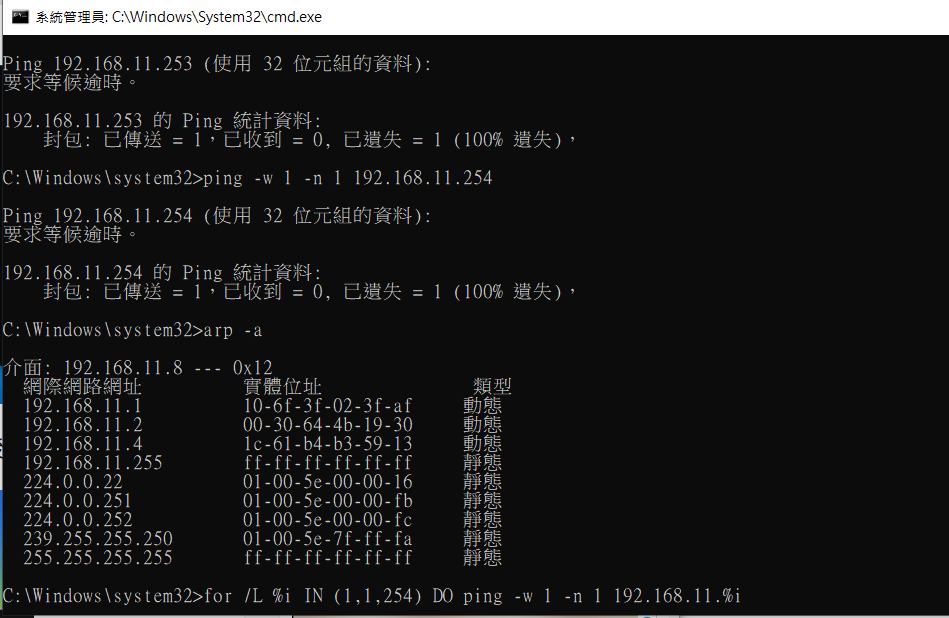 系統管理員: C:\Windows\System32\cmd.exe
Ping 192.168.11.253 (使用 32 位元組的資料):
要求等候逾時。
192.168.11.253 的 Ping 統計資料:
封包: 已傳送 = 1，已收到 = 0, 已遺失 = 1 (100% 遺失)，
C:\Windows\system32>ping -w 1 -n 1 192.168.11.254
Ping 192.168.11.254 (使用 32 位元組的資料):
要求等候逾時。
192.168.11.254 的 Ping 統計資料:
封包: 已傳送 = 1，已收到 = 0, 已遺失 = 1 (100% 遺失)，
C:\Windows\system32>arp -a
介面: 192.168.11.8 --- 0x12
網際網路網址 實體位址 類型
192.168.11.1 10-6f-3f-02-3f-af 動態
192.168.11.2 00-30-64-4b-19-30 動態
192.168.11.4 1c-61-b4-b3-59-13 動態
192.168.11.255 ff-ff-ff-ff-ff-ff 靜態
224.0.0.22 01-00-5e-00-00-16 靜態
224.0.0.251 01-00-5e-00-00-fb 靜態
224.0.0.252 01-00-5e-00-00-fc 靜態
239.255.255.250 01-00-5e-7f-ff-fa 靜態
255.255.255.255 ff-ff-ff-ff-ff-ff 靜態
C:\Windows\system32>for /L %i IN (1,1,254) DO ping -w 1 -n 1 192.168.11.%i